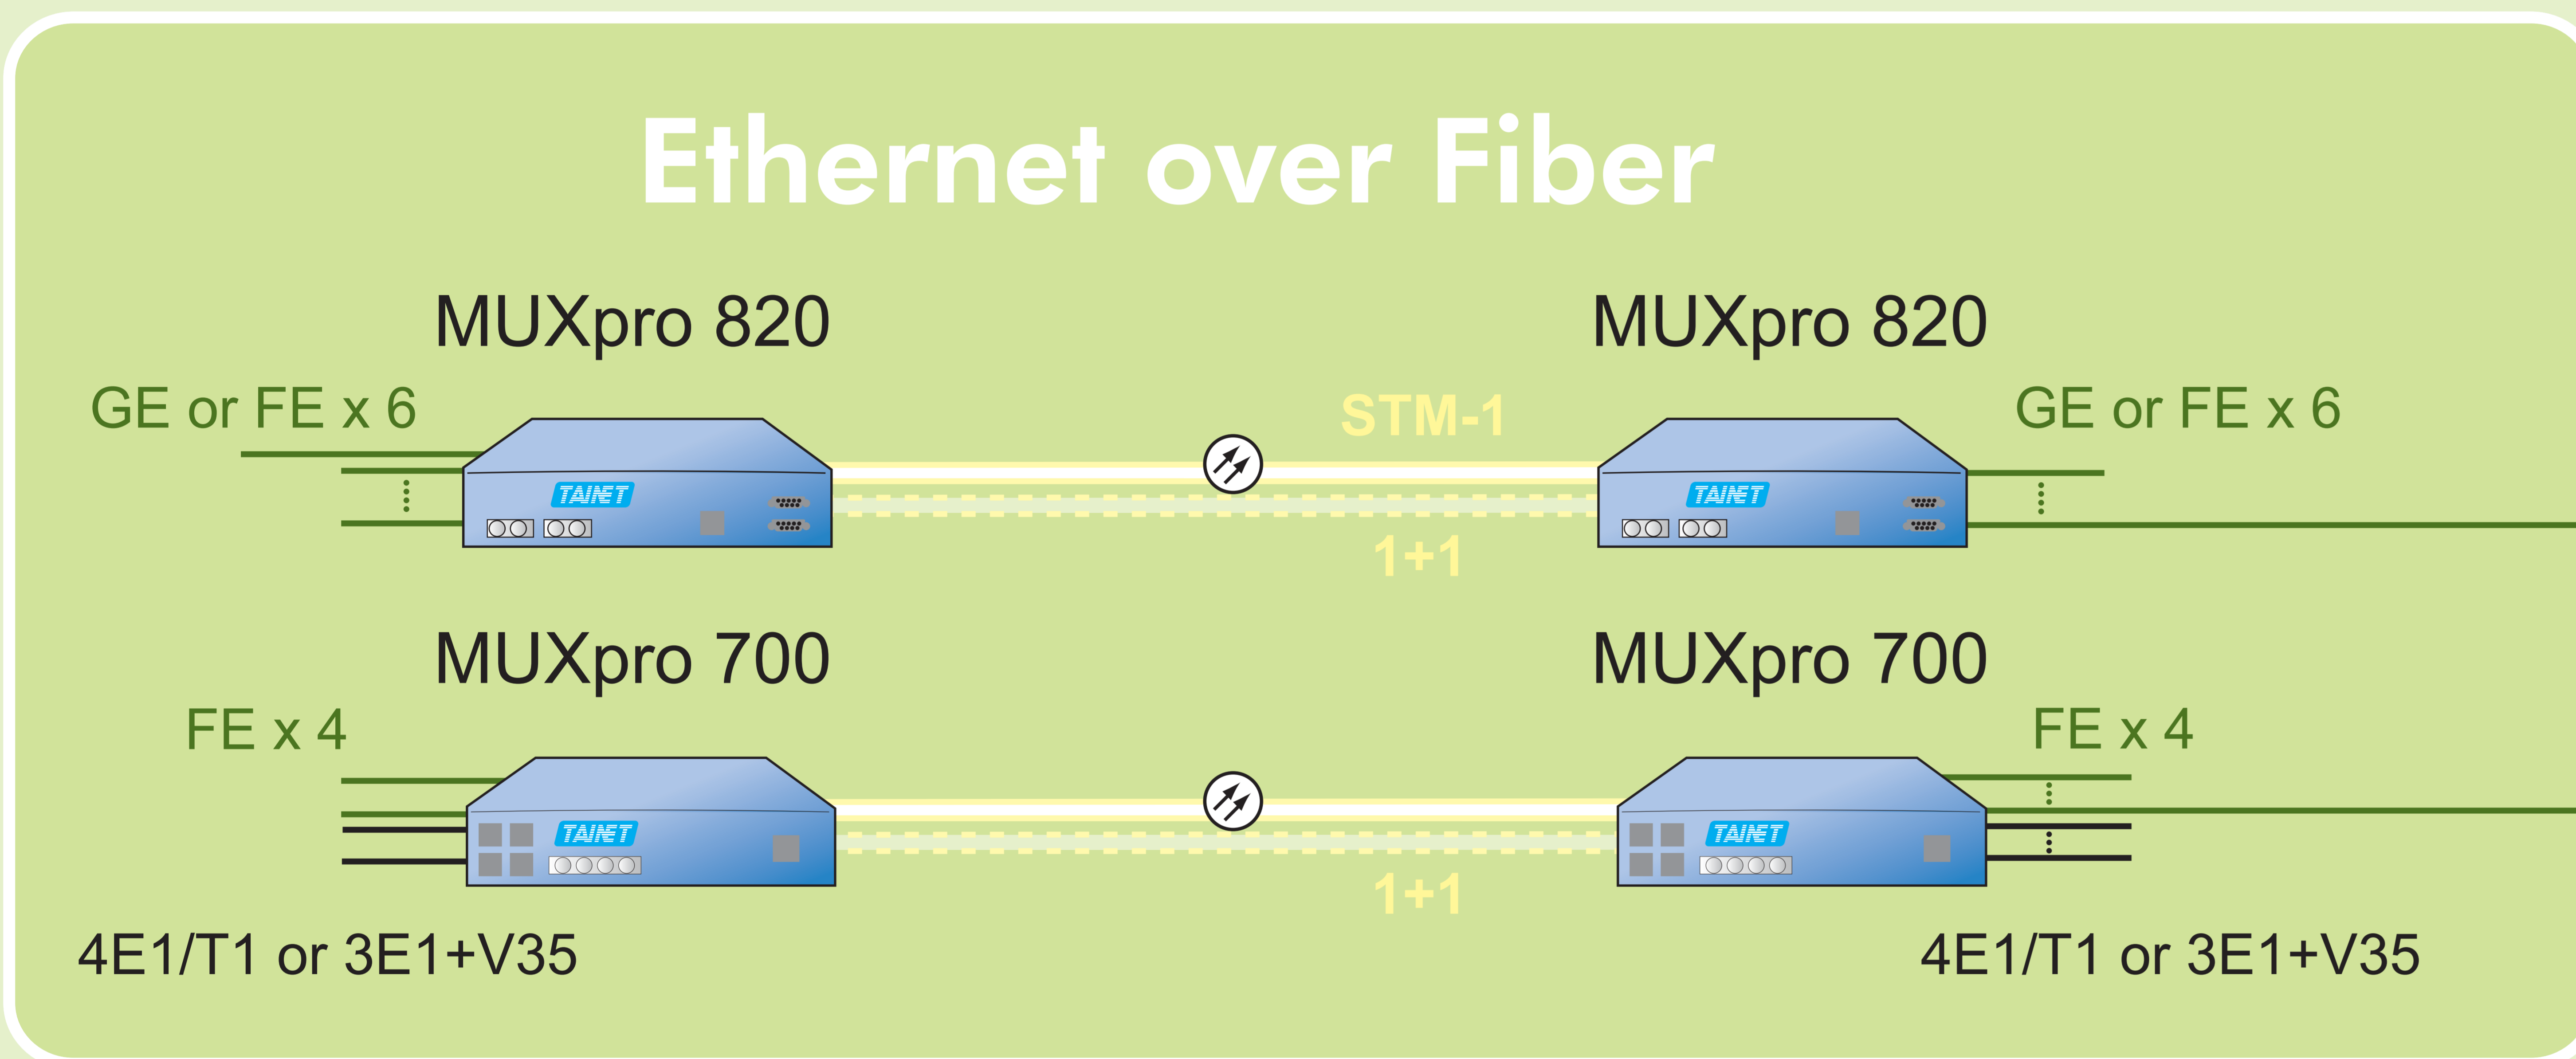 Ethernet over Fiber
MUXpro 820
MUXpro 820
GE or FE x 6
STM-1
GE or FE x 6
TAINET
TAINET
1+1
MUXpro 700
MUXpro 700
FE x 4
FE x 4
TAINET
TAINET
1+1
4E1/T1 or 3E1+V35
4E1/T1 or 3E1+V35